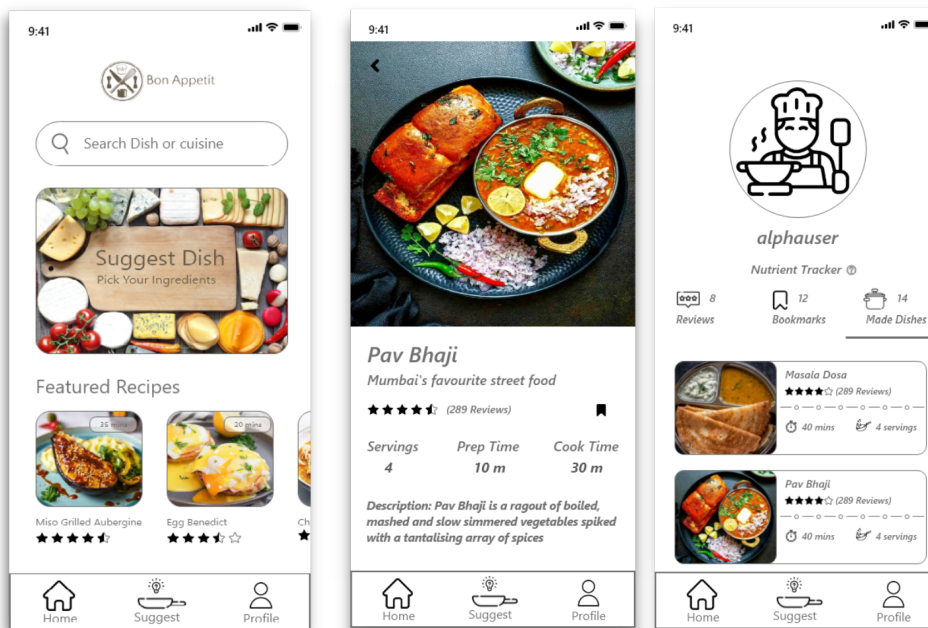 9:41
Bon Appetit
Search Dish or cuisine
Suggest Dish
Pick Your Ingredients
Featured Recipes
35 mins
20 mins
Miso Grilled Aubergine
Egg Benedict
Ch
Home
Suggest
Profile
9:41
Pav Bhaji
Mumbai's favourite street food
(289 Reviews)
Servings
Prep Time
Cook Time
4
10 m
30 m
Description: Pav Bhaji is a ragout of boiled,
mashed and slow simmered vegetables spiked
with a tantalising array of spices
Home
Suggest
Profile
9:41
alphauser
Nutrient Tracker
8
12
14
Reviews
Bookmarks
Made Dishes
Masala Dosa
(289 Reviews)
40 mins
4 servings
Pav Bhaji
(289 Reviews)
40 mins
4 servings
Home
Suggest
Profile